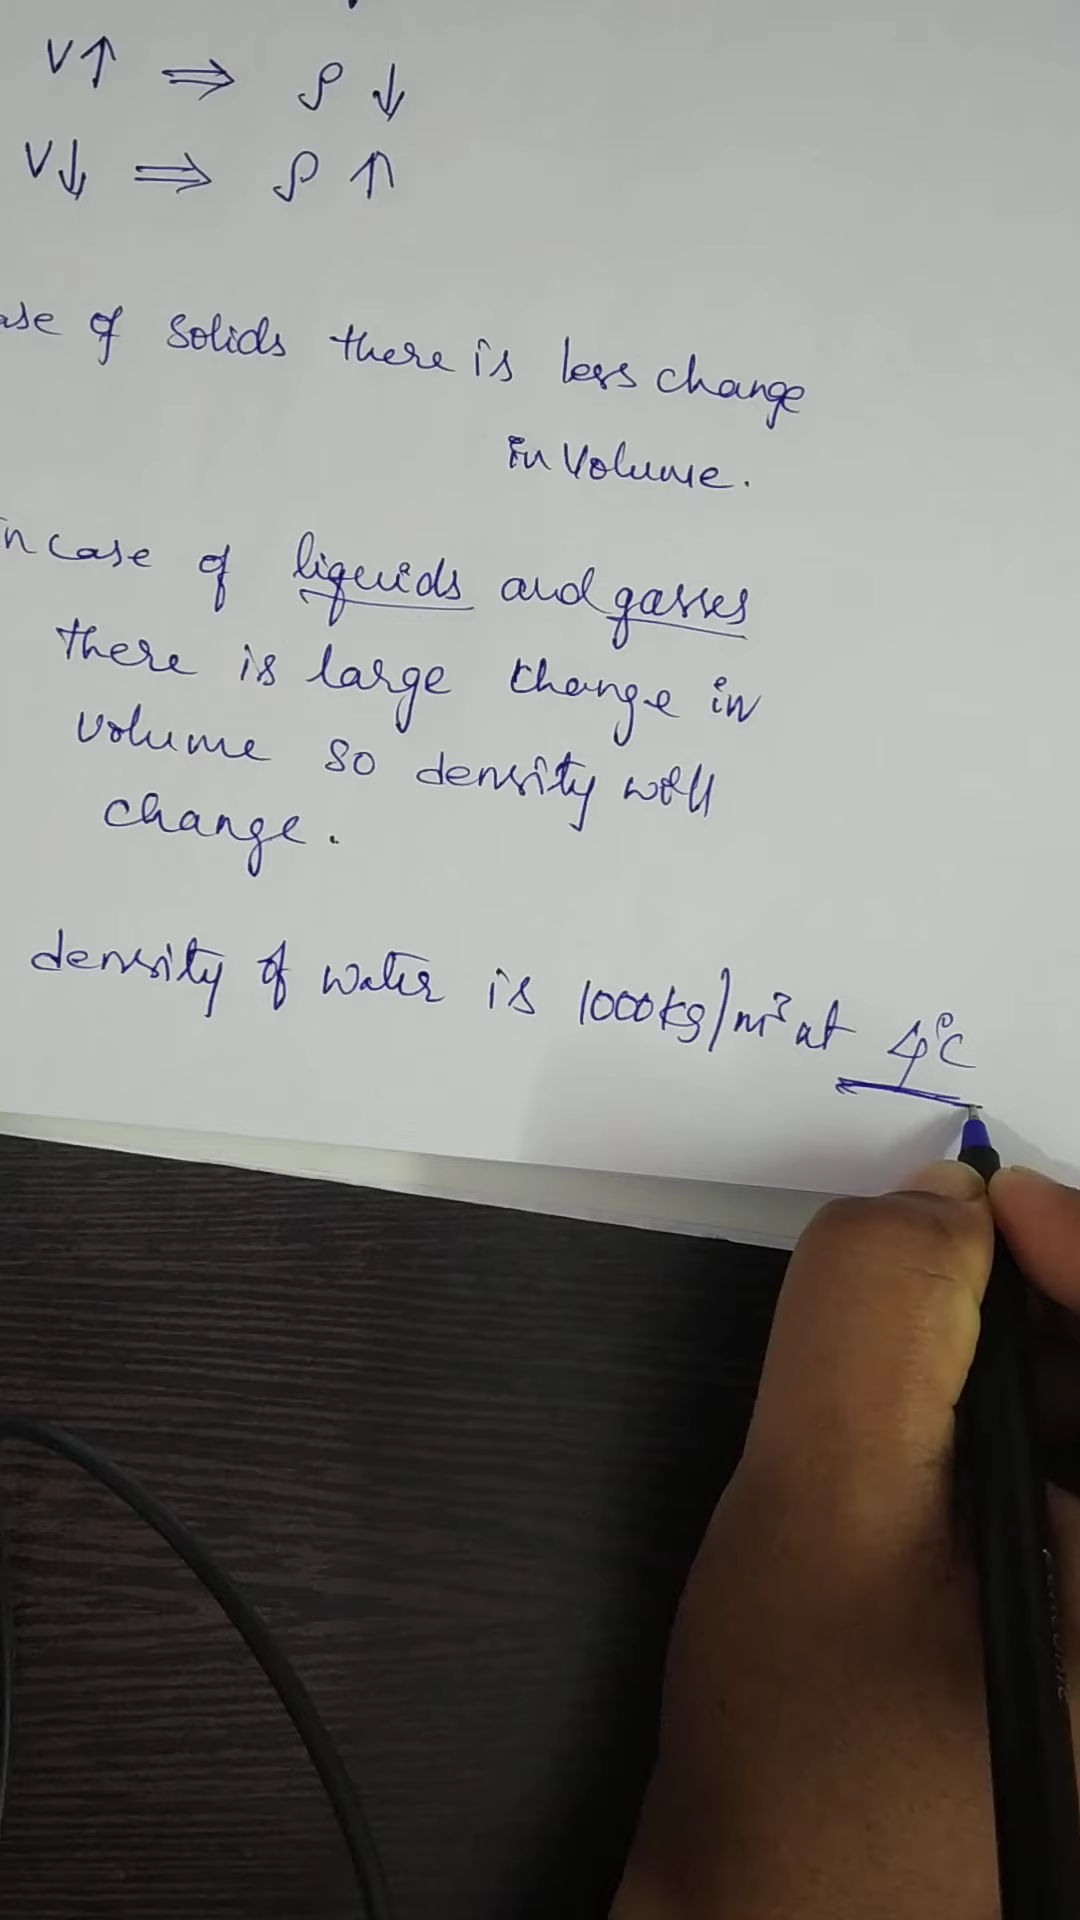 V↑ ⇒ ρ ↓
V↓ ⇒ ρ ↑
ase of solids there is less change
in volume.
n case of liquids and gasses
there is large change in
volume so density will
change.
density of water is 1000kg/m³ at 4°C